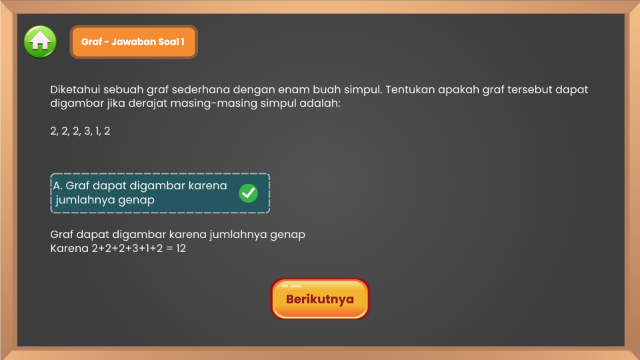 Graf - Jawaban Soal 1
Diketahui sebuah graf sederhana dengan enam buah simpul. Tentukan apakah graf tersebut dapat
digambar jika derajat masing-masing simpul adalah:
2, 2, 2, 3, 1, 2
A. Graf dapat digambar karena
jumlahnya genap
Graf dapat digambar karena jumlahnya genap
Karena 2+2+2+3+1+2 = 12
Berikutnya